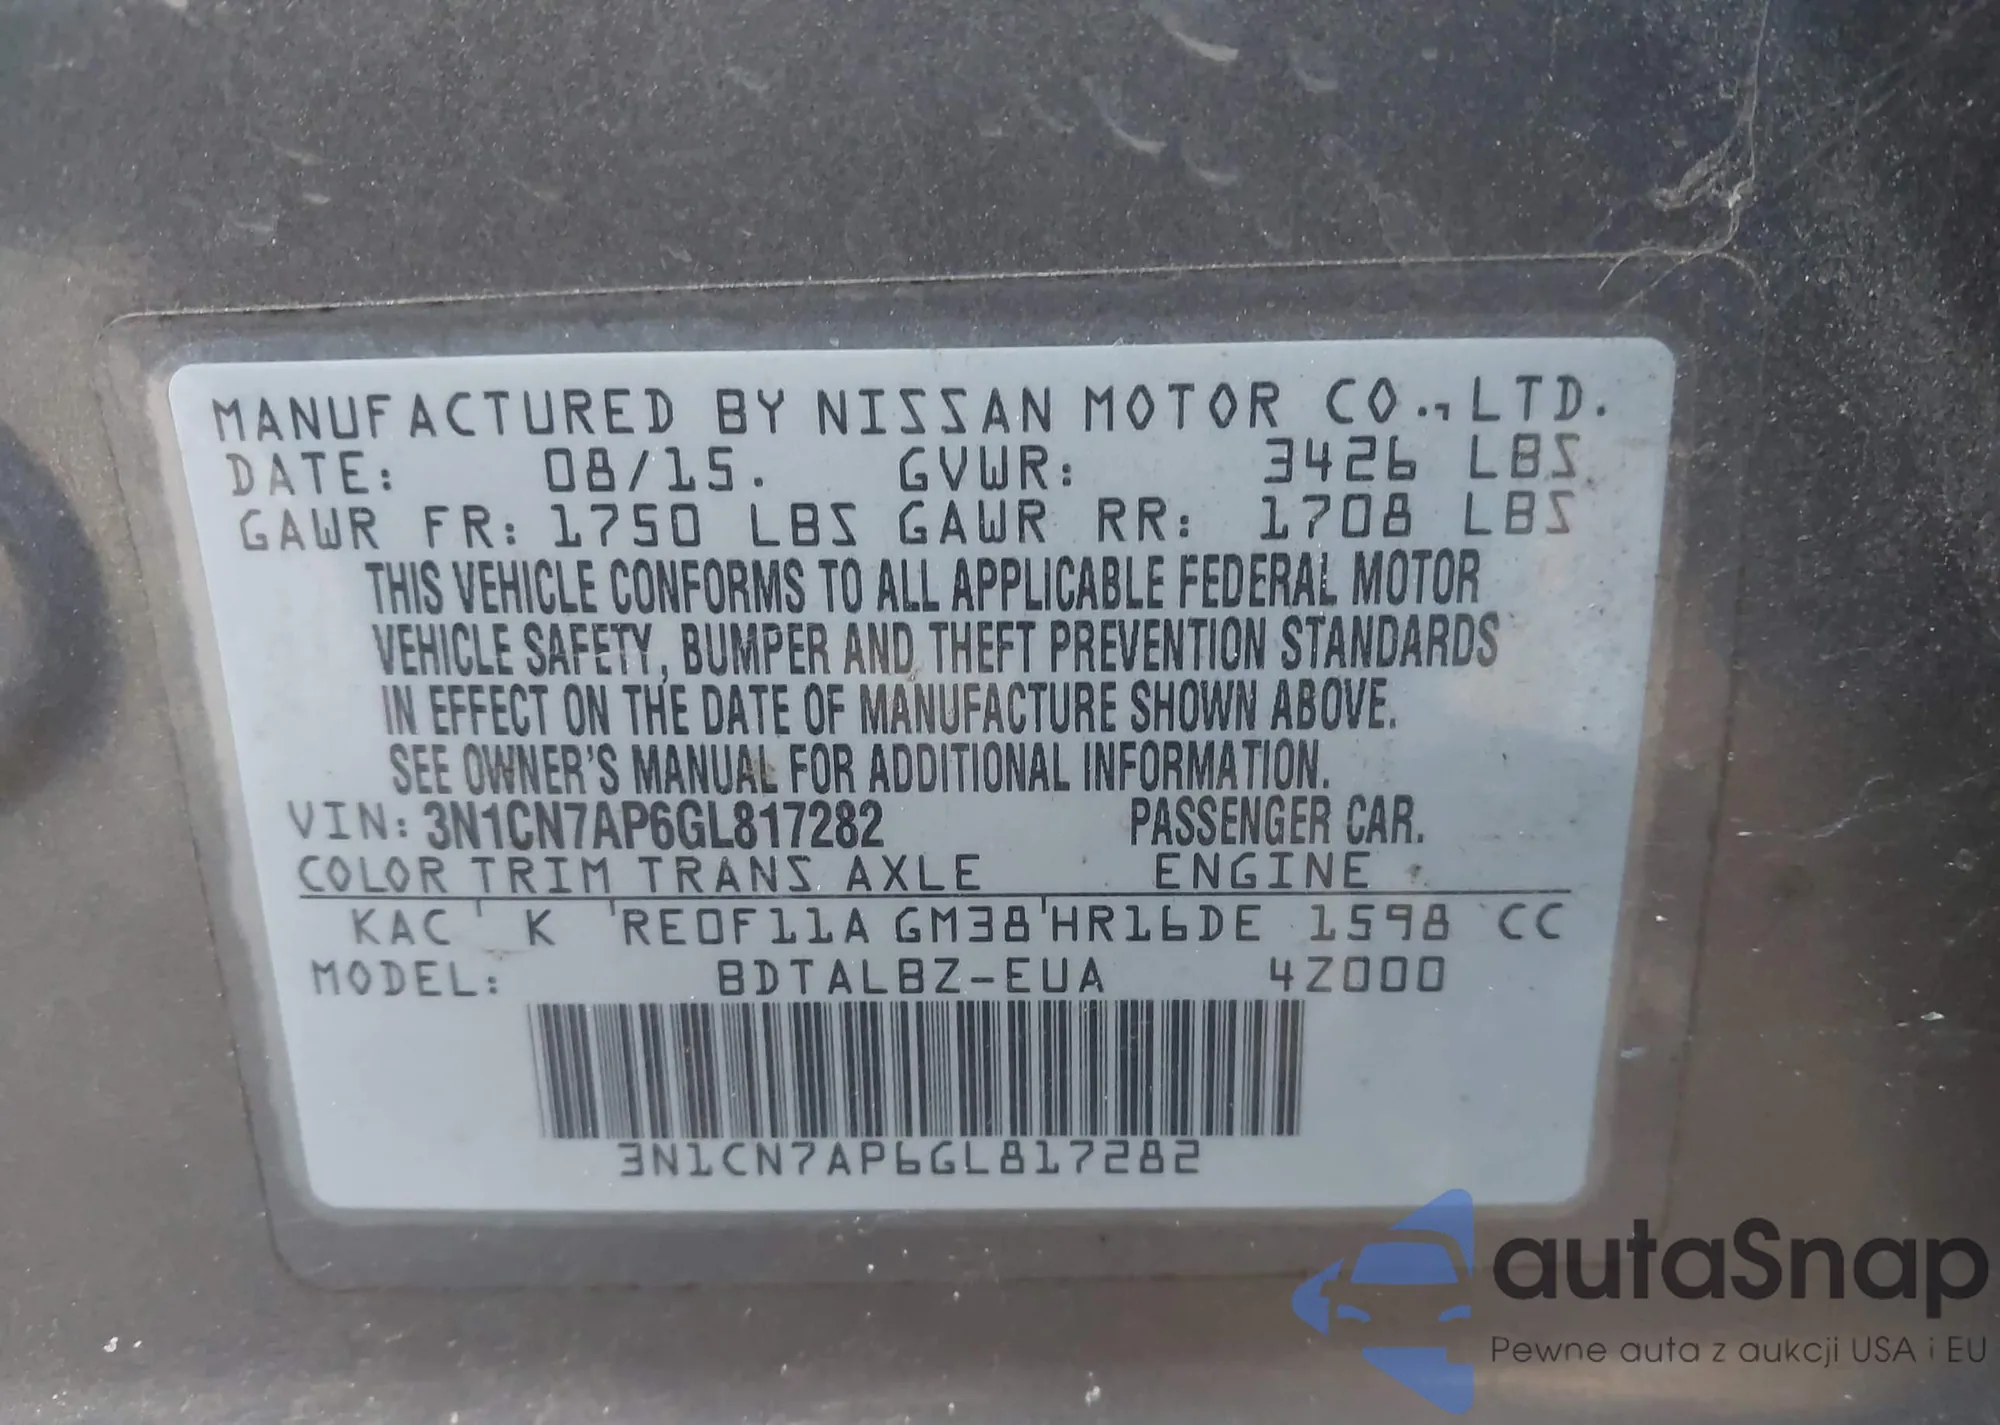 MANUFACTURED BY NISSAN MOTOR CO., LTD.
DATE: 08/15. GVWR: 3426 LBS
GAWR FR: 1750 LBS GAWR RR: 1708 LBS
THIS VEHICLE CONFORMS TO ALL APPLICABLE FEDERAL MOTOR
VEHICLE SAFETY, BUMPER AND THEFT PREVENTION STANDARDS
IN EFFECT ON THE DATE OF MANUFACTURE SHOWN ABOVE.
SEE OWNER'S MANUAL FOR ADDITIONAL INFORMATION.
VIN: 3N1CN7AP6GL817282 PASSENGER CAR.
COLOR TRIM TRANS AXLE ENGINE
KAC K RE0F11A GM38 HR16DE 1598 CC
MODEL: BDTALBZ-EUA 4Z000
3N1CN7AP6GL817282
autaSnap
Pewne auta z aukcji USA i EU